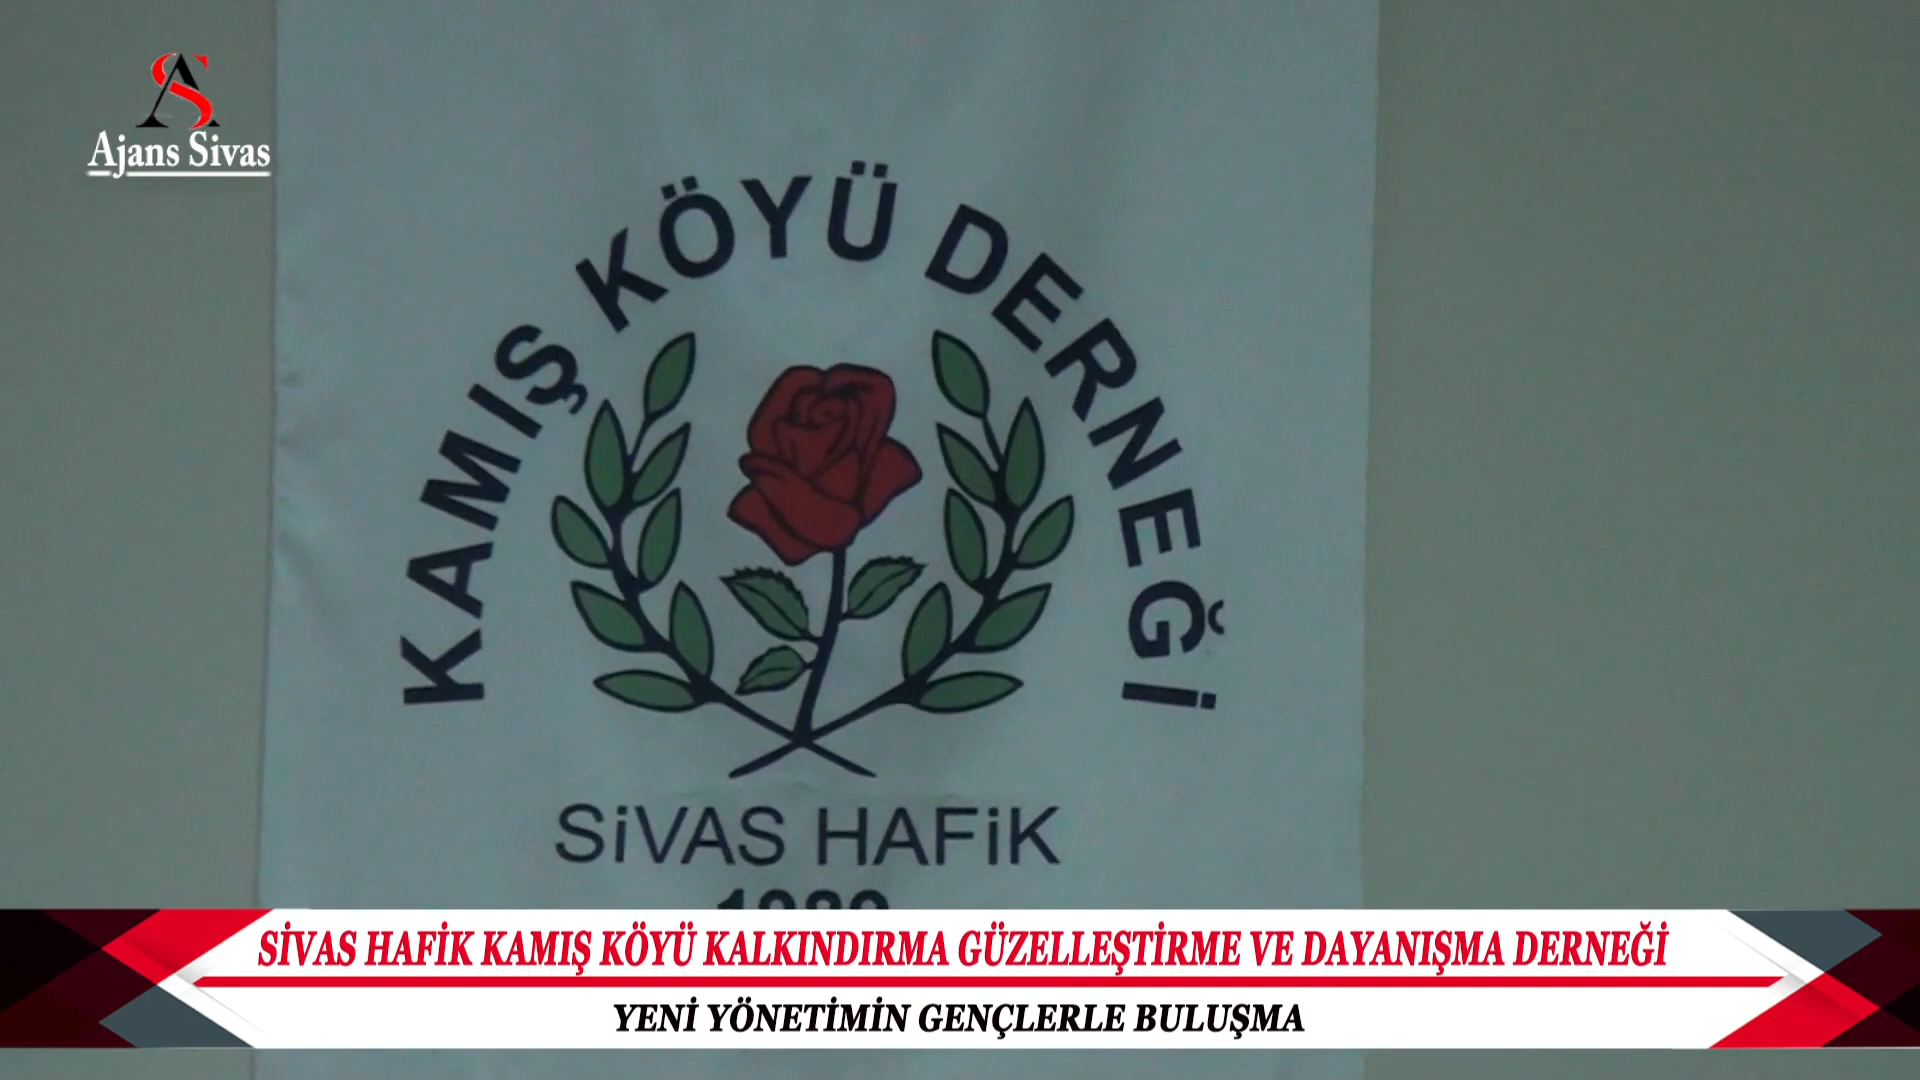 Ajans Sivas
KAMIŞ KÖYÜ DERNEĞİ
SiVAS HAFiK
SİVAS HAFİK KAMIŞ KÖYÜ KALKINDIRMA GÜZELLEŞTİRME VE DAYANIŞMA DERNEĞİ
YENİ YÖNETİMİN GENÇLERLE BULUŞMA